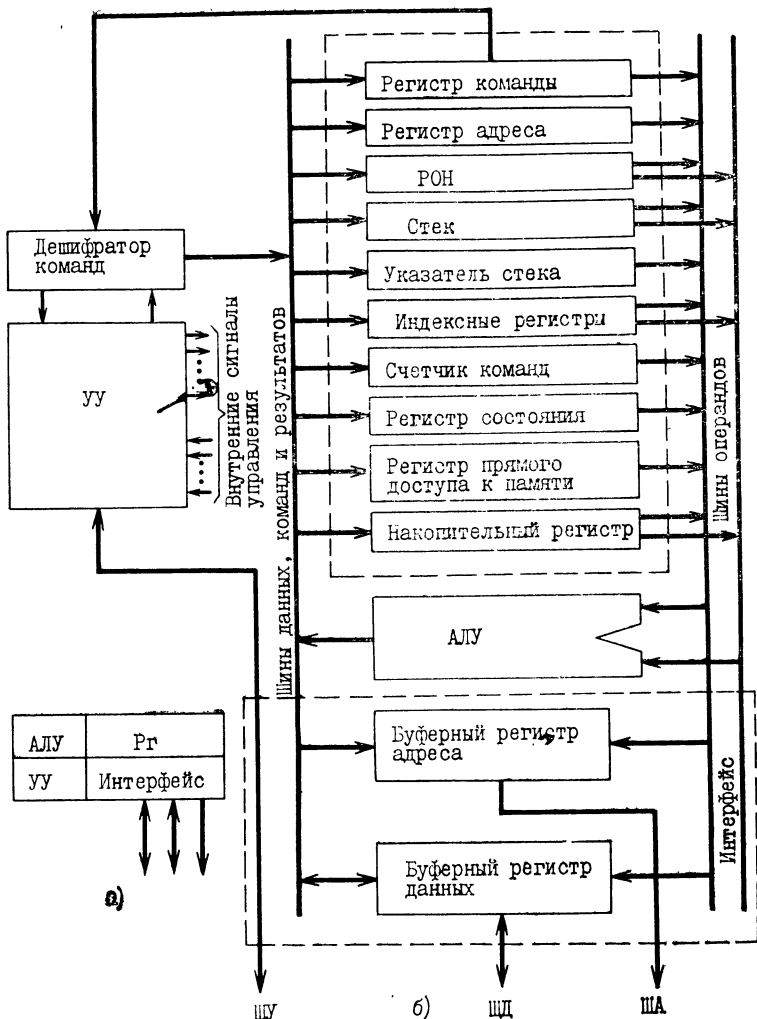 Регистр команды
Регистр адреса
РОН
Стек
Указатель стека
Индексные регистры
Счетчик команд
Регистр состояния
Регистр прямого
доступа к памяти
Накопительный регистр
Дешифратор
команд
УУ
Внутренние сигналы
управления
Шины данных, команд и результатов
Шины операндов
АЛУ
АЛУ
Рг
УУ
Интерфейс
а)
Буферный регистр
адреса
Буферный регистр
данных
Интерфейс
ШУ
б)
ШД
ША